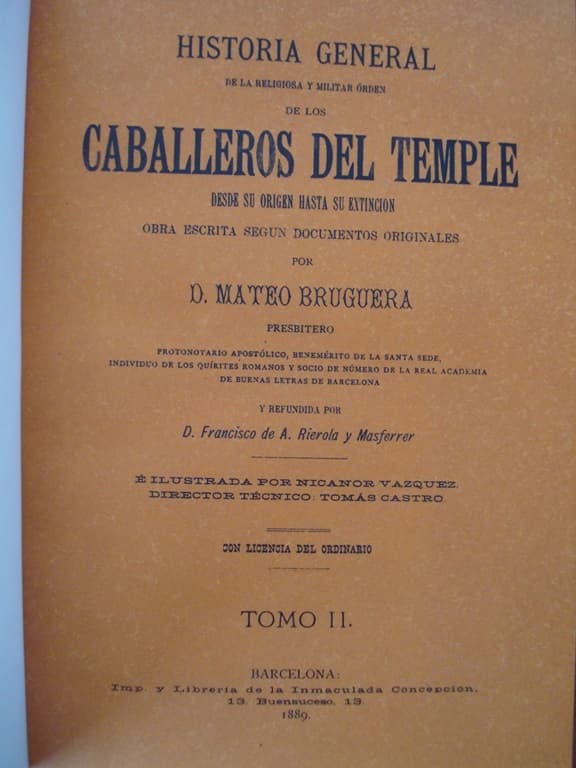 HISTORIA GENERAL
DE LA RELIGIOSA Y MILITAR ÓRDEN
DE LOS
CABALLEROS DEL TEMPLE
DESDE SU ORIGEN HASTA SU EXTINCION
OBRA ESCRITA SEGUN DOCUMENTOS ORIGINALES
POR
D. MATEO BRUGUERA
PRESBITERO
PROTONOTARIO APOSTÓLICO, BENEMÉRITO DE LA SANTA SEDE,
INDIVIDUO DE LOS QUÍRITES ROMANOS Y SOCIO DE NÚMERO DE LA REAL ACADEMIA
DE BUENAS LETRAS DE BARCELONA
Y REFUNDIDA POR
D. Francisco de A. Rierola y Masferrer
É ILUSTRADA POR NICANOR VAZQUEZ.
DIRECTOR TÉCNICO: TOMÁS CASTRO.
CON LICENCIA DEL ORDINARIO
TOMO II.
BARCELONA:
Imp. y Librería de la Inmaculada Concepcion,
13, Buensuceso, 13
1889.